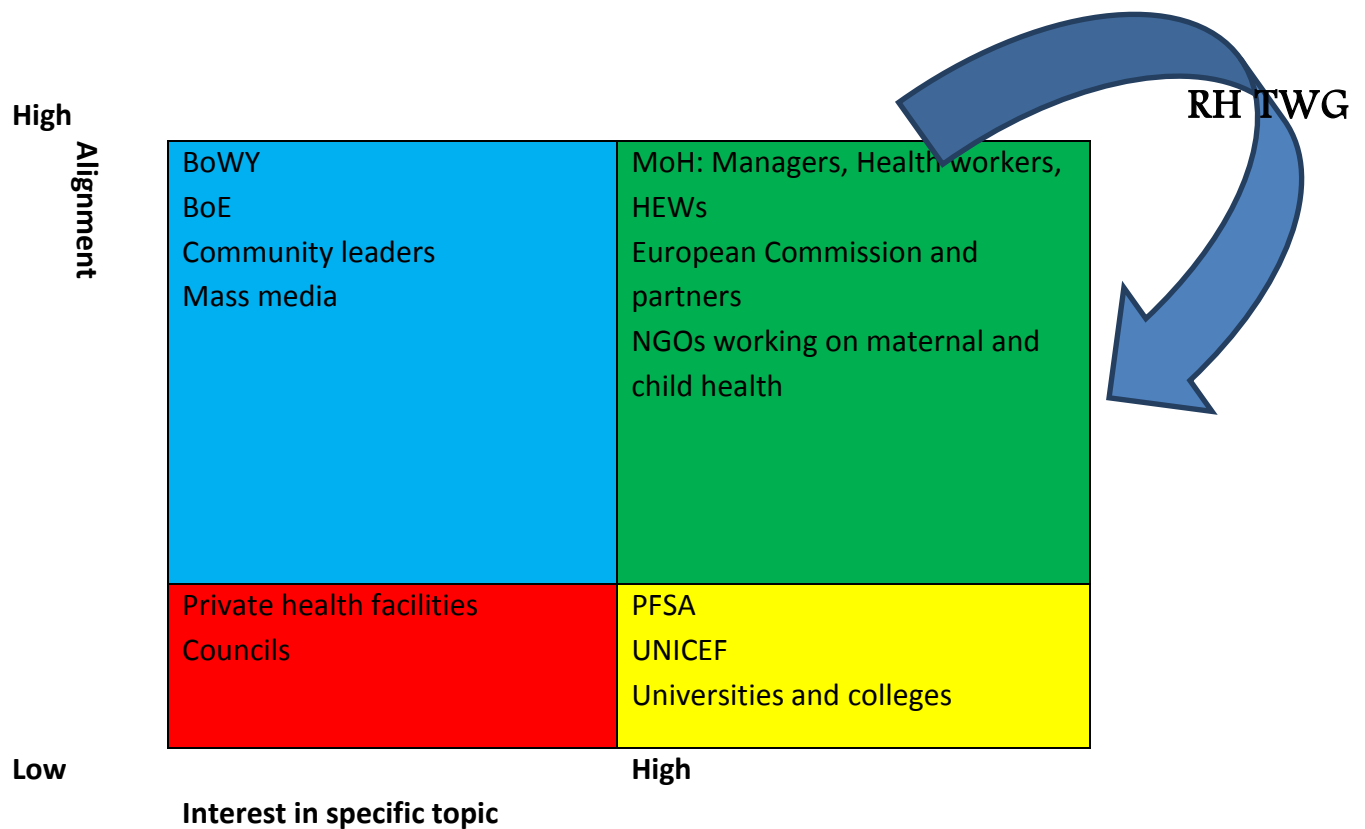 RH TWG
High
Alignment
BoWY
BoE
Community leaders
Mass media
MoH: Managers, Health workers,
HEWs
European Commission and
partners
NGOs working on maternal and
child health
Private health facilities
Councils
PFSA
UNICEF
Universities and colleges
Low
High
Interest in specific topic